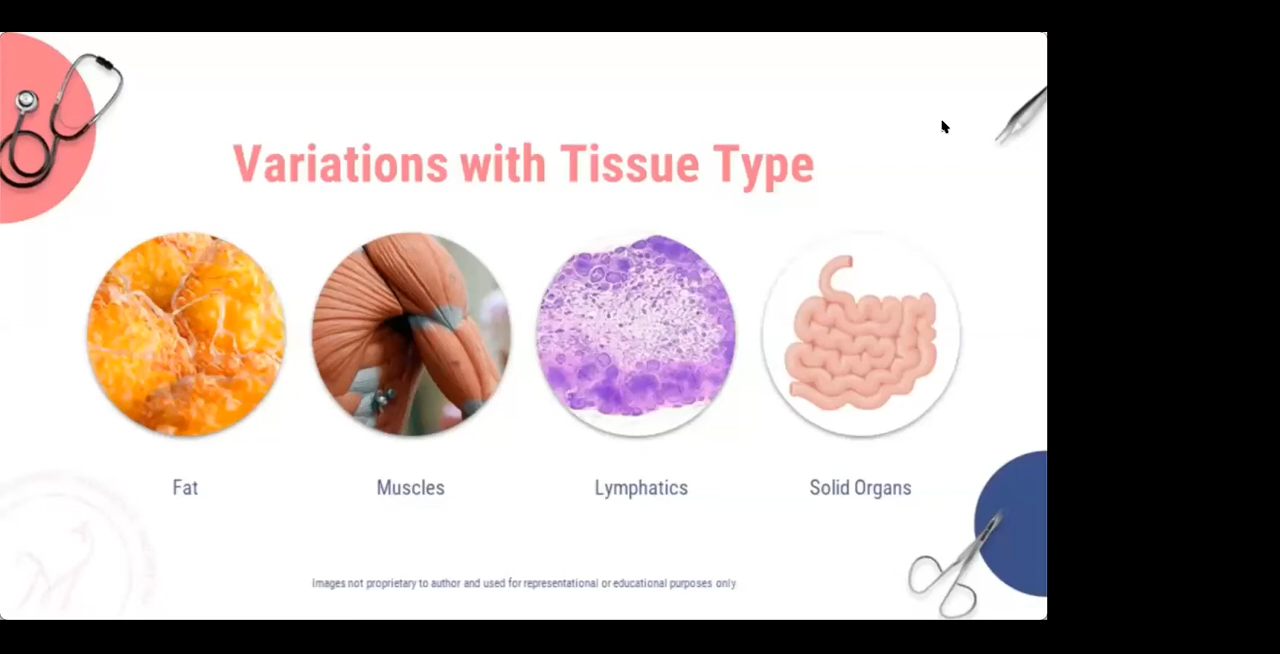 Variations with Tissue Type
Fat
Muscles
Lymphatics
Solid Organs
Images not proprietary to author and used for representational or educational purposes only